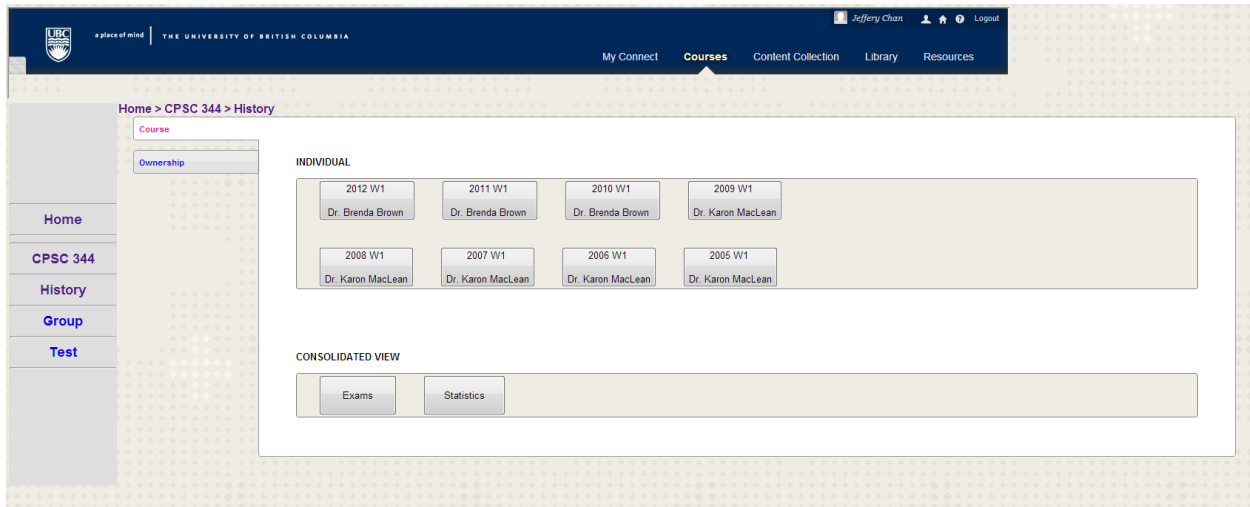 Jeffery Chan Logout
UBC a place of mind THE UNIVERSITY OF BRITISH COLUMBIA
My Connect Courses Content Collection Library Resources
Home > CPSC 344 > History
Course
Ownership
Home
CPSC 344
History
Group
Test
INDIVIDUAL
2012 W1 2011 W1 2010 W1 2009 W1
Dr. Brenda Brown Dr. Brenda Brown Dr. Brenda Brown Dr. Karon MacLean
2008 W1 2007 W1 2006 W1 2005 W1
Dr. Karon MacLean Dr. Karon MacLean Dr. Karon MacLean Dr. Karon MacLean
CONSOLIDATED VIEW
Exams Statistics